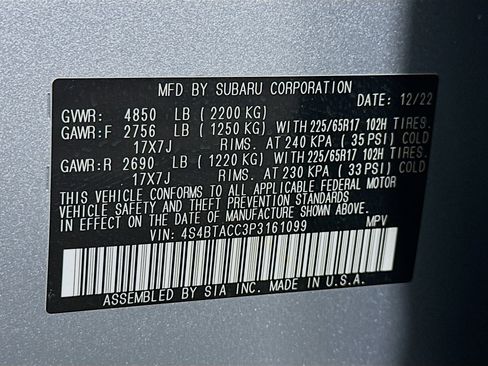 MFD BY SUBARU CORPORATION
DATE: 12/22
GVWR: 4850 LB (2200 KG)
GAWR:F 2756 LB (1250 KG) WITH 225/65R17 102H TIRES.
17X7J RIMS. AT 240 KPA (35 PSI) COLD
GAWR:R 2690 LB (1220 KG) WITH 225/65R17 102H TIRES.
17X7J RIMS. AT 230 KPA (33 PSI) COLD
THIS VEHICLE CONFORMS TO ALL APPLICABLE FEDERAL MOTOR
VEHICLE SAFETY AND THEFT PREVENTION STANDARDS
IN EFFECT ON THE DATE OF MANUFACTURE SHOWN ABOVE.
VIN: 4S4BTACC3P3161099 MPV
ASSEMBLED BY SIA INC. MADE IN U.S.A.